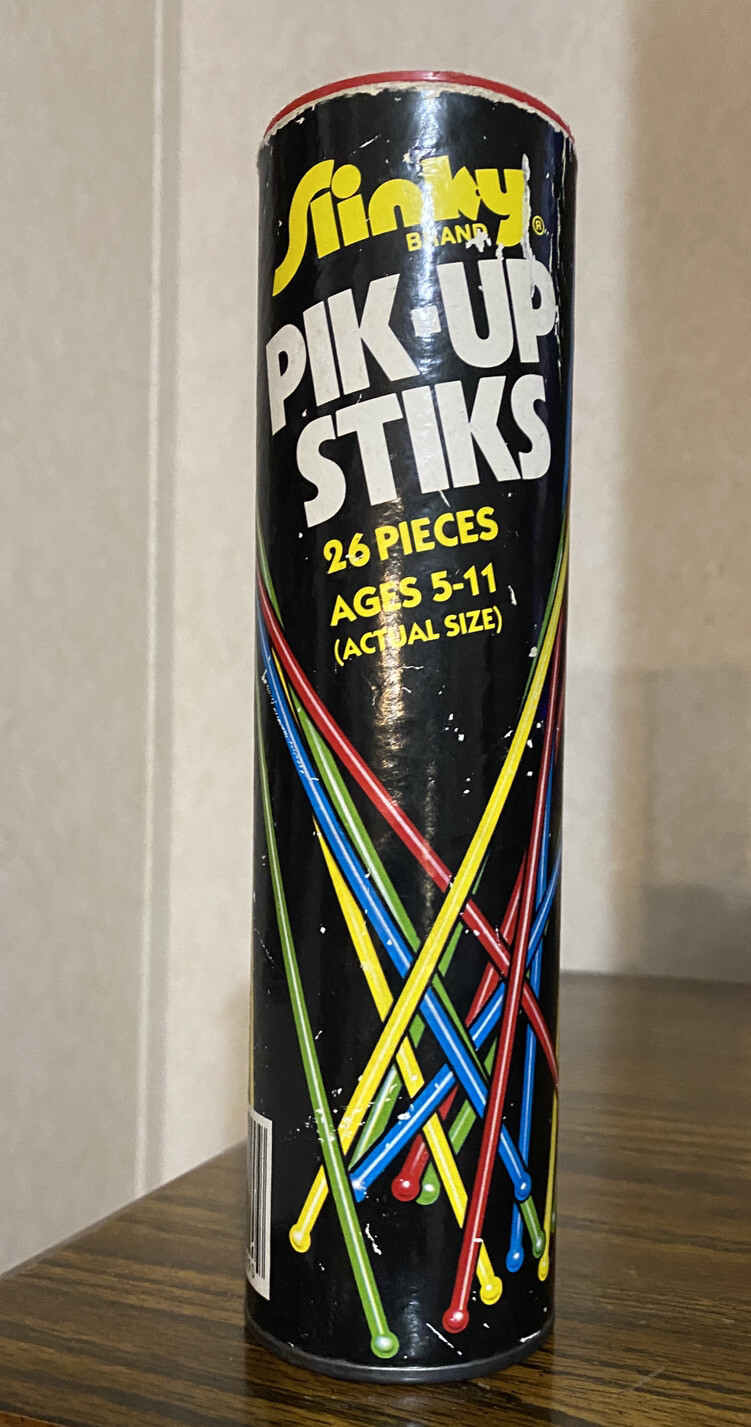 Slinky®
BRAND
PIK·UP
STIKS
26 PIECES
AGES 5-11
(ACTUAL SIZE)